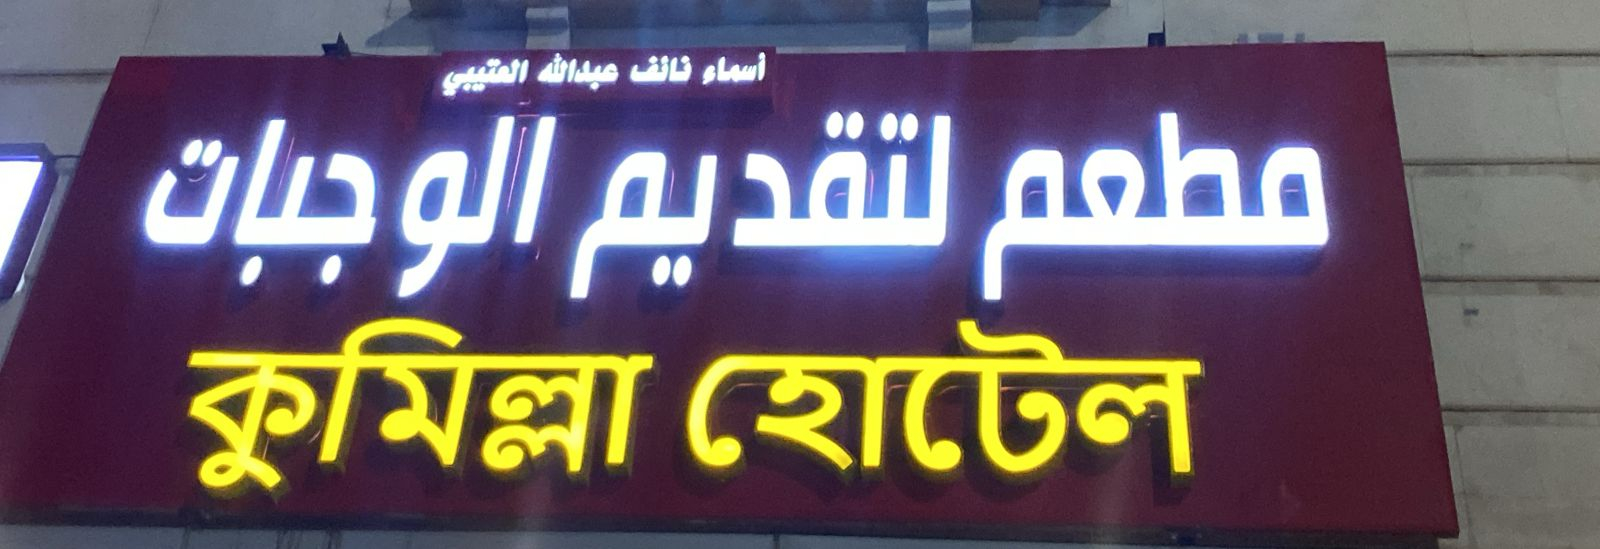 أسماء نائف عبدالله العتيبي
مطعم لتقديم الوجبات
কুমিল্লা হোটেল